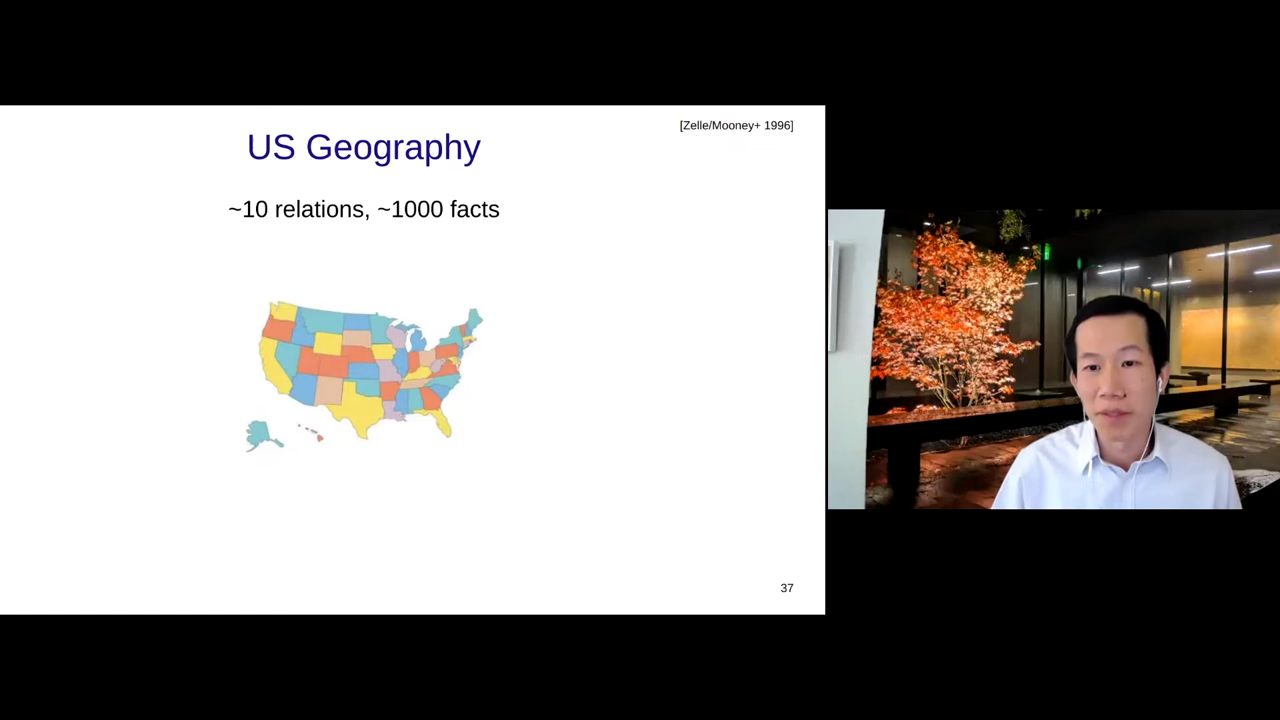 [Zelle/Mooney+ 1996]
US Geography
~10 relations, ~1000 facts
37